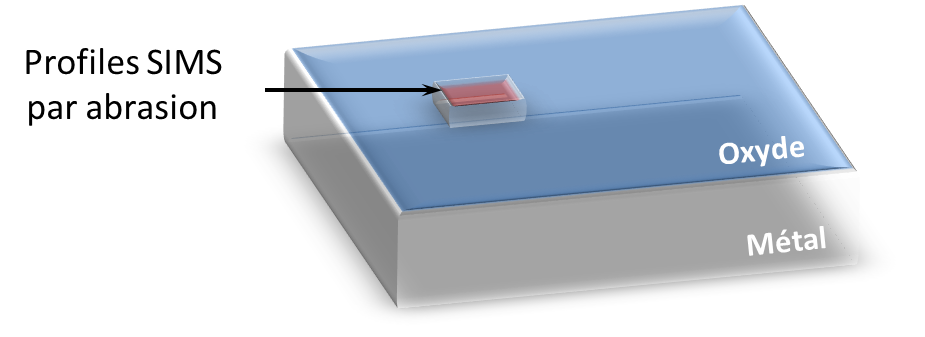 Profiles SIMS
par abrasion
Oxyde
Métal